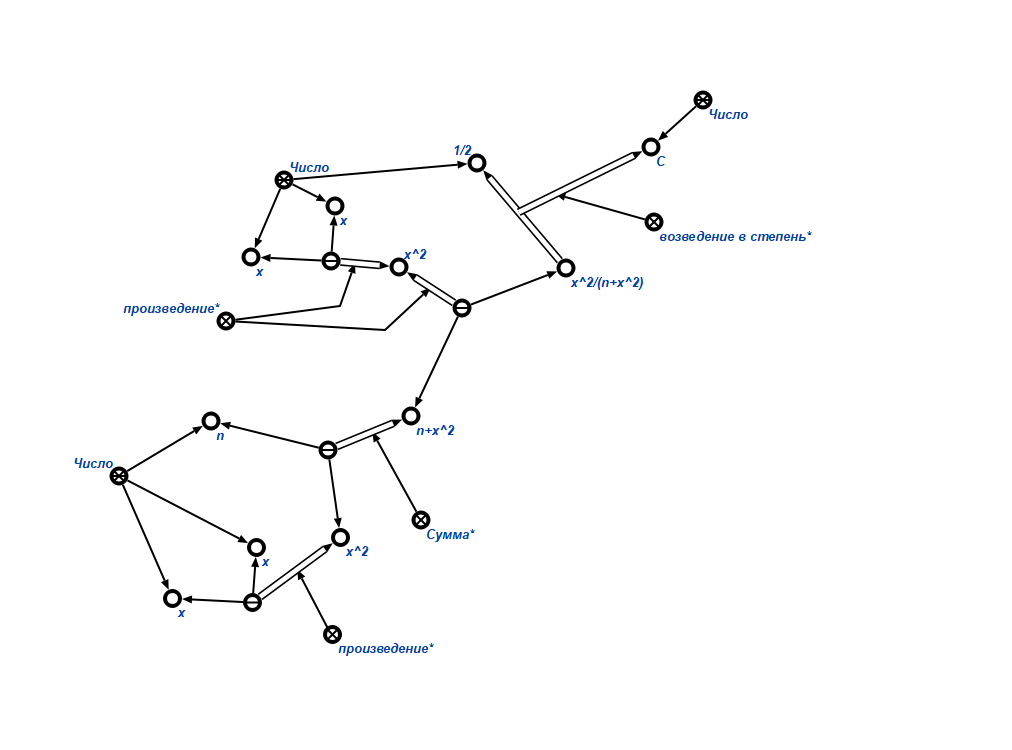 Число
C
1/2
Число
x
возведение в степень*
x^2
x
x^2/(n+x^2)
произведение*
n+x^2
n
Число
Сумма*
x^2
x
x
произведение*